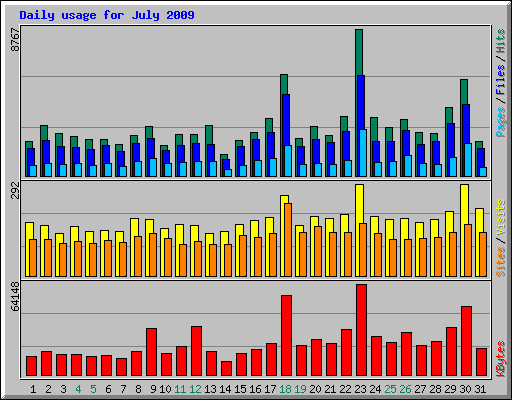 Daily usage for July 2009
8767
Pages / Files / Hits
292
Sites / Visits
64148
KBytes
1 2 3 4 5 6 7 8 9 10 11 12 13 14 15 16 17 18 19 20 21 22 23 24 25 26 27 28 29 30 31